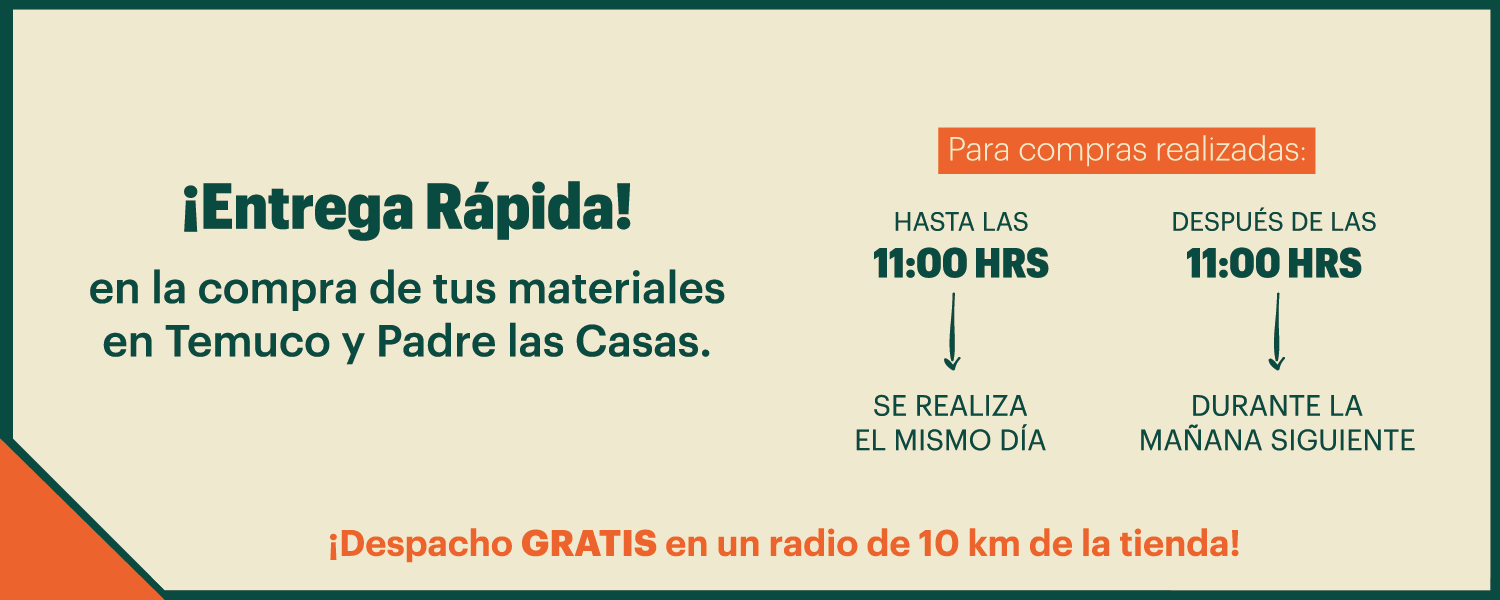 ¡Entrega Rápida!
en la compra de tus materiales
en Temuco y Padre las Casas.
Para compras realizadas:
HASTA LAS
11:00 HRS
SE REALIZA
EL MISMO DÍA
DESPUÉS DE LAS
11:00 HRS
DURANTE LA
MAÑANA SIGUIENTE
¡Despacho GRATIS en un radio de 10 km de la tienda!